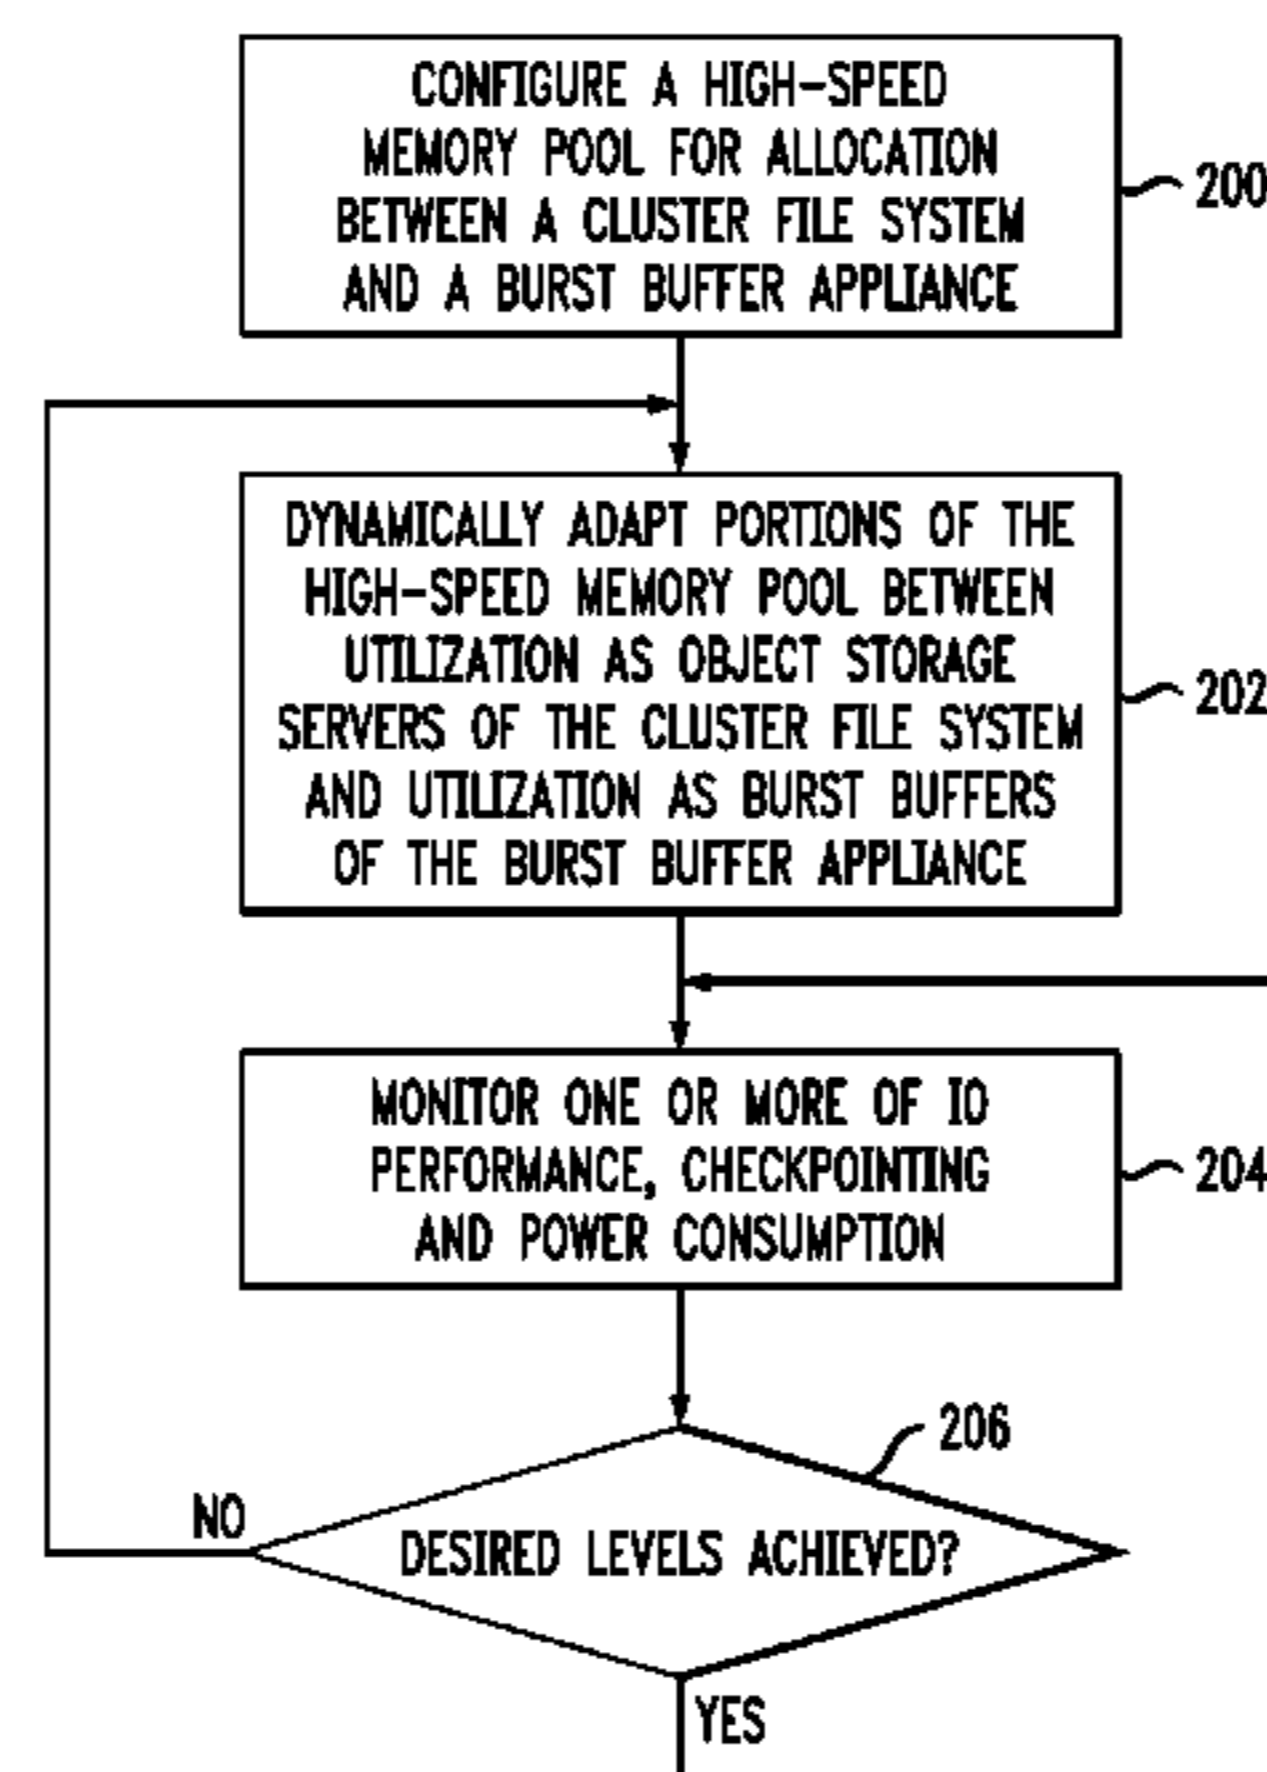 CONFIGURE A HIGH-SPEED
MEMORY POOL FOR ALLOCATION
BETWEEN A CLUSTER FILE SYSTEM
AND A BURST BUFFER APPLIANCE
200
DYNAMICALLY ADAPT PORTIONS OF THE
HIGH-SPEED MEMORY POOL BETWEEN
UTILIZATION AS OBJECT STORAGE
SERVERS OF THE CLUSTER FILE SYSTEM
AND UTILIZATION AS BURST BUFFERS
OF THE BURST BUFFER APPLIANCE
202
MONITOR ONE OR MORE OF IO
PERFORMANCE, CHECKPOINTING
AND POWER CONSUMPTION
204
206
NO
DESIRED LEVELS ACHIEVED?
YES